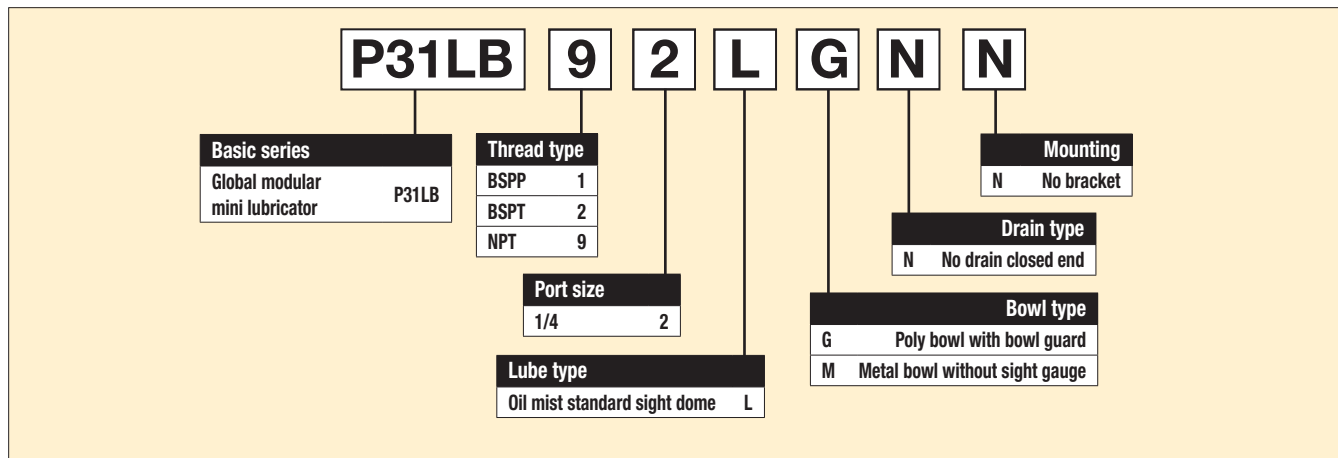 P31LB 9 2 L G N N
Basic series
Global modular
mini lubricator P31LB
Thread type
BSPP 1
BSPT 2
NPT 9
Port size
1/4 2
Lube type
Oil mist standard sight dome L
Mounting
N No bracket
Drain type
N No drain closed end
Bowl type
G Poly bowl with bowl guard
M Metal bowl without sight gauge